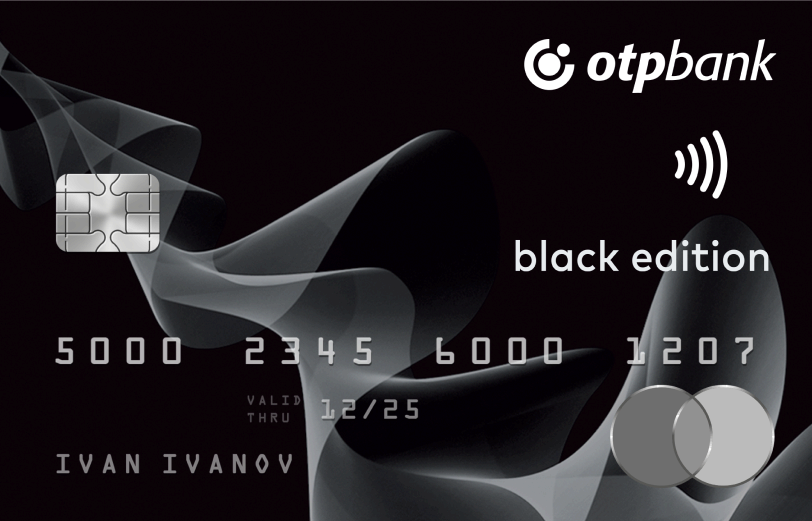 otpbank
black edition
5000 2345 6000 1207
VALID THRU 12/25
IVAN IVANOV